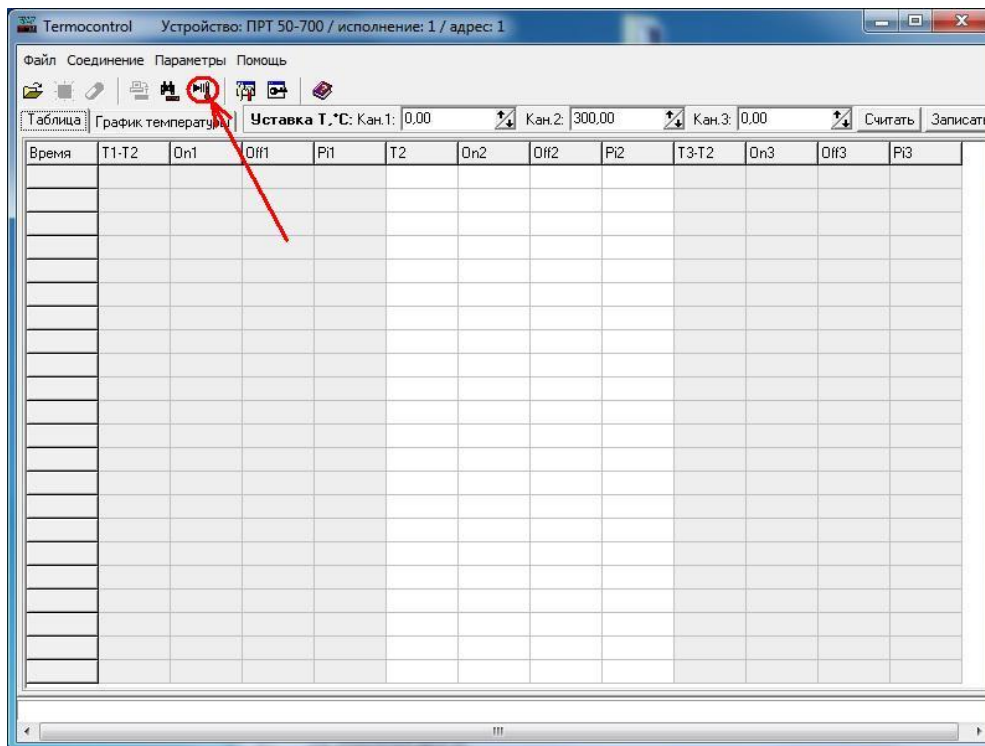 Termocontrol Устройство: ПРТ 50-700 / исполнение: 1 / адрес: 1
Файл Соединение Параметры Помощь
Таблица График температуры Уставка Т,°С: Кан.1: 0,00 Кан.2: 300,00 Кан.3: 0,00 Считать Записать
Время T1-T2 On1 Off1 Pi1 T2 On2 Off2 Pi2 T3-T2 On3 Off3 Pi3